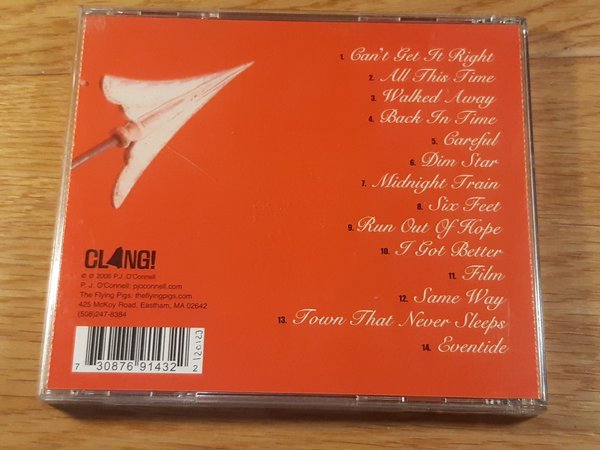 1. Can't Get It Right
2. All This Time
3. Walked Away
4. Back In Time
5. Careful
6. Dim Star
7. Midnight Train
8. Six Feet
9. Run Out Of Hope
10. I Got Better
11. Film
12. Same Way
13. Town That Never Sleeps
14. Eventide
CLANG!
℗ © 2006 P.J. O'Connell
P. J. O'Connell: pjoconnell.com
The Flying Pigs: theflyingpigs.com
425 McKoy Road, Eastham, MA 02642
(508)247-8384
7 30876 91432 2